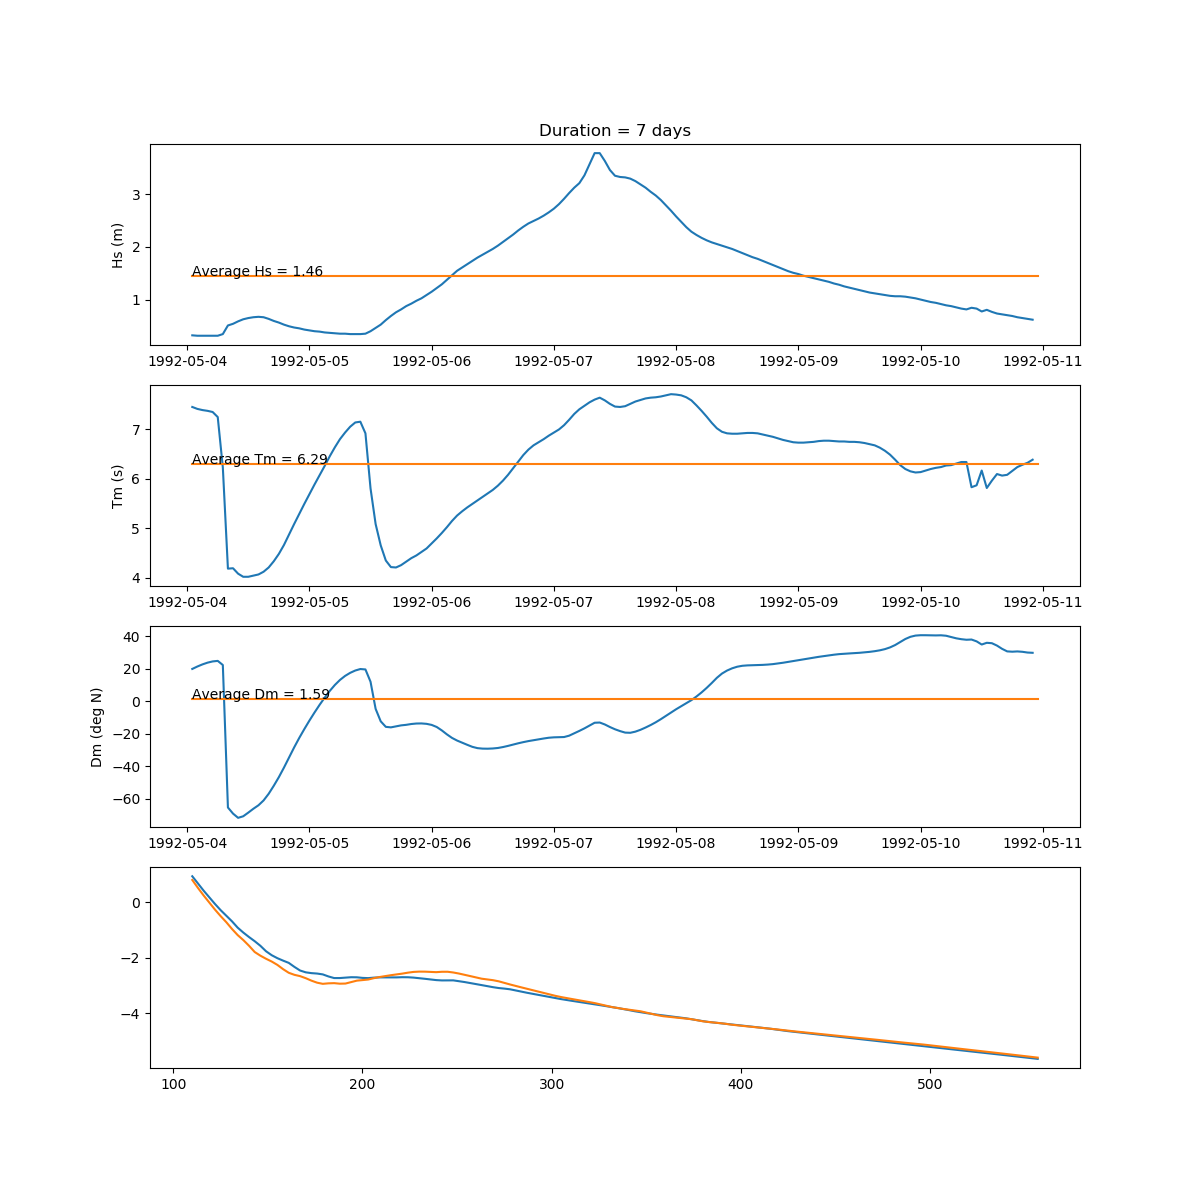 Duration = 7 days
3
2
1
Hs (m)
Average Hs = 1.46
1992-05-04 1992-05-05 1992-05-06 1992-05-07 1992-05-08 1992-05-09 1992-05-10 1992-05-11
7
6
5
4
Tm (s)
Average Tm = 6.29
1992-05-04 1992-05-05 1992-05-06 1992-05-07 1992-05-08 1992-05-09 1992-05-10 1992-05-11
40
20
0
−20
−40
−60
Dm (deg N)
Average Dm = 1.59
1992-05-04 1992-05-05 1992-05-06 1992-05-07 1992-05-08 1992-05-09 1992-05-10 1992-05-11
0
−2
−4
100 200 300 400 500